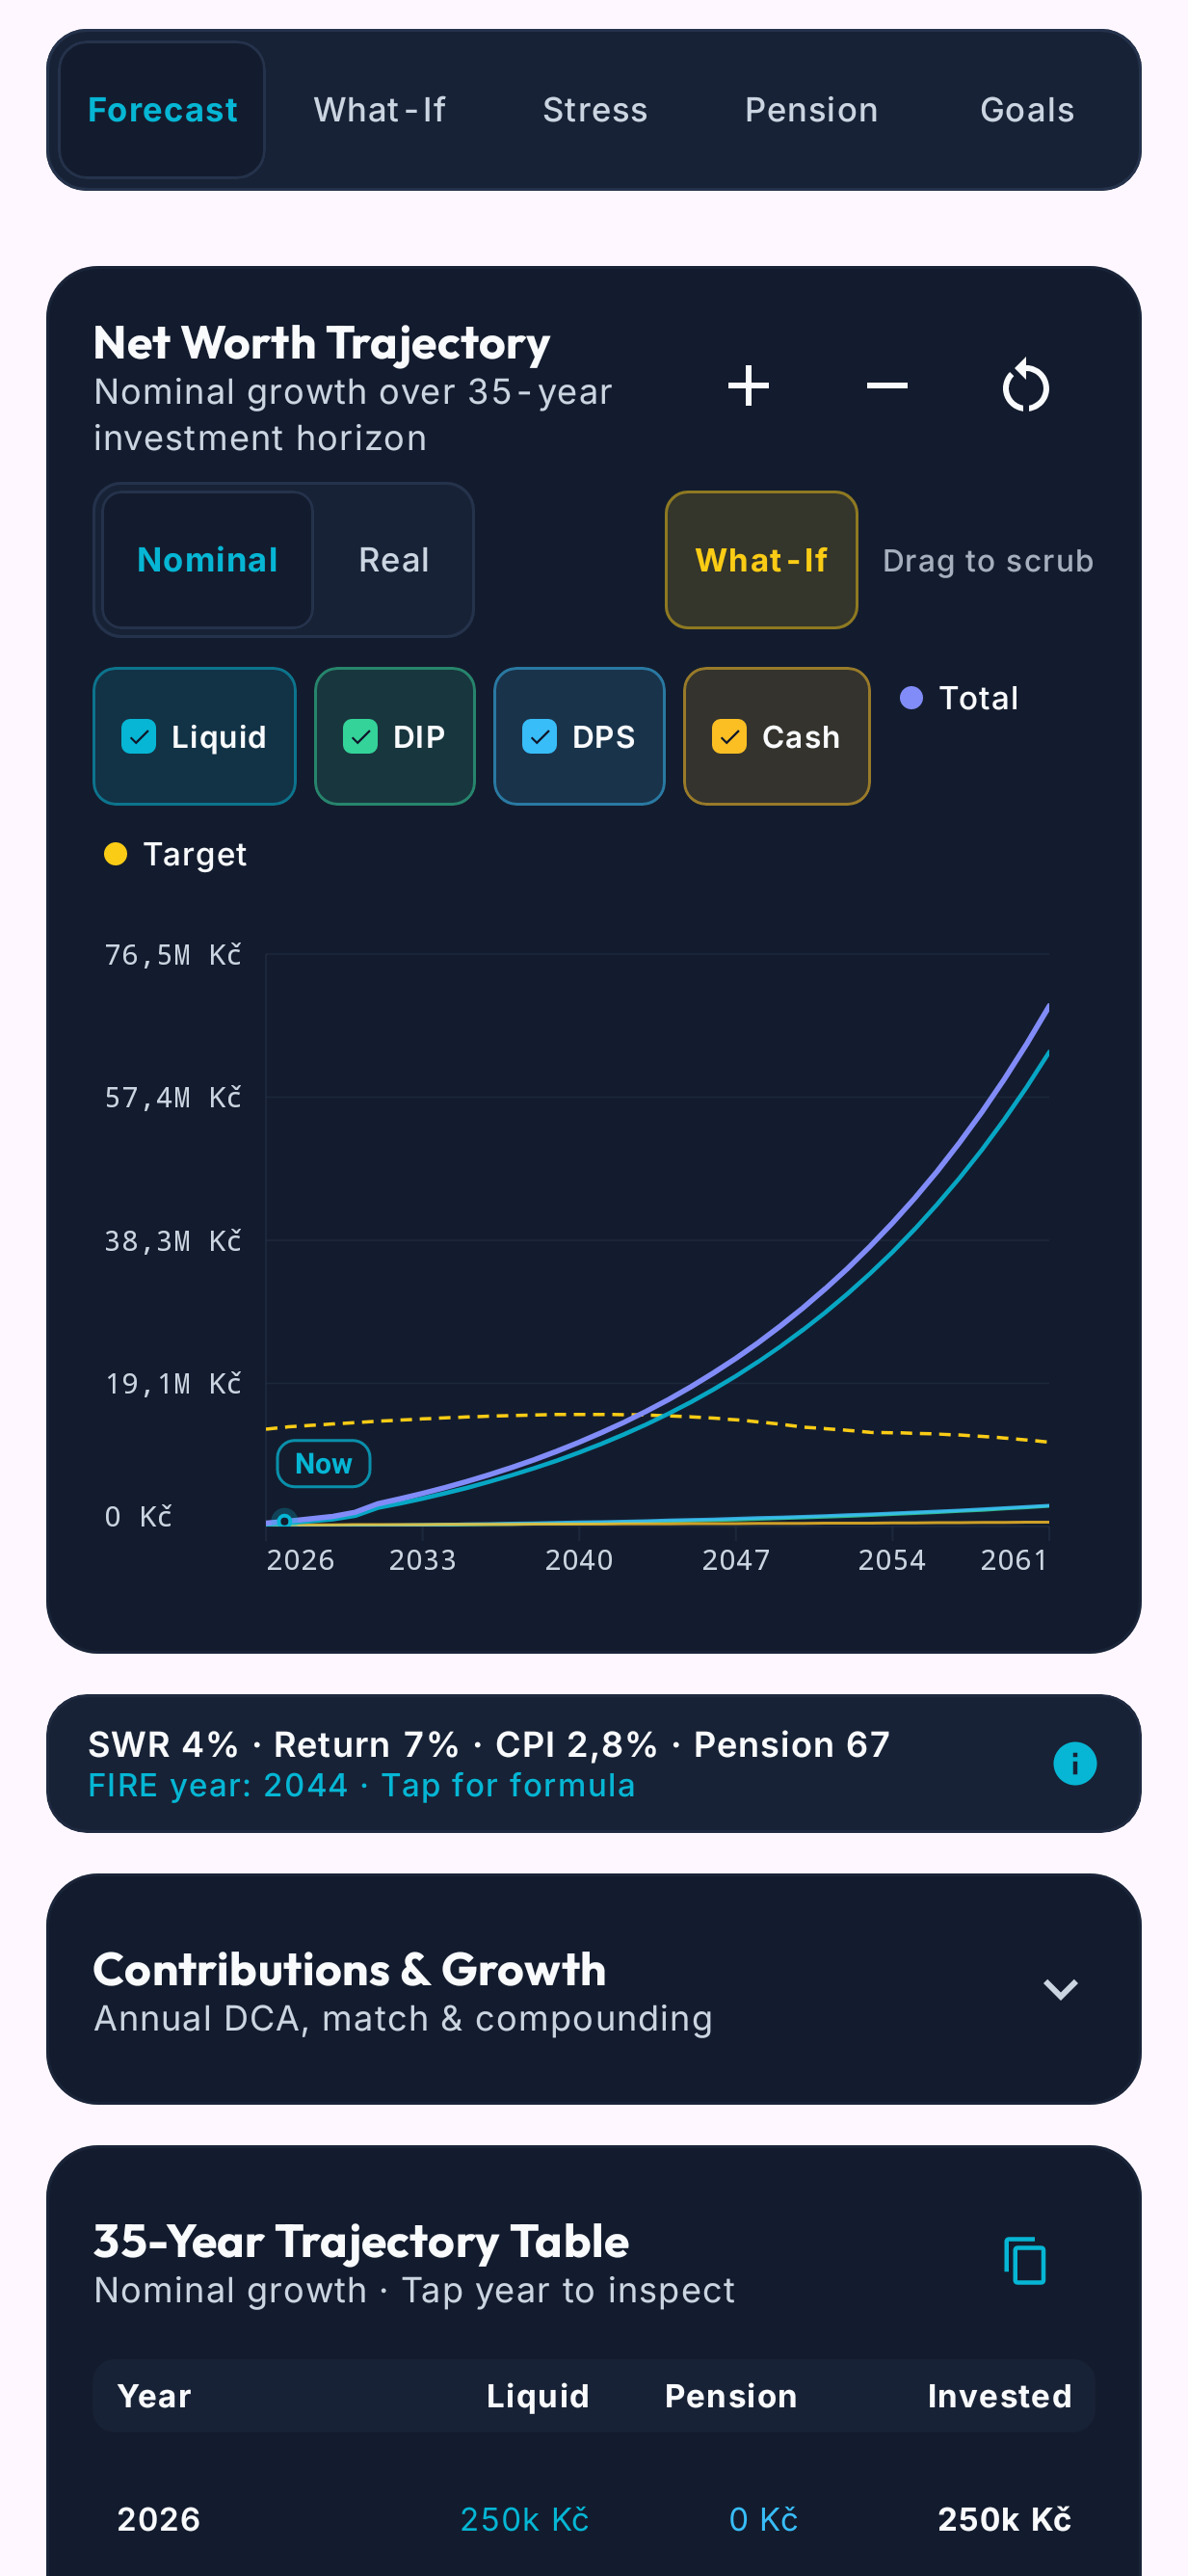 Forecast What-If Stress Pension Goals
Net Worth Trajectory
Nominal growth over 35-year
investment horizon
Nominal Real What-If Drag to scrub
Liquid DIP DPS Cash Total
Target
76,5M Kč
57,4M Kč
38,3M Kč
19,1M Kč
Now
0 Kč
2026 2033 2040 2047 2054 2061
SWR 4% · Return 7% · CPI 2,8% · Pension 67
FIRE year: 2044 · Tap for formula
Contributions & Growth
Annual DCA, match & compounding
35-Year Trajectory Table
Nominal growth · Tap year to inspect
Year Liquid Pension Invested
2026 250k Kč 0 Kč 250k Kč